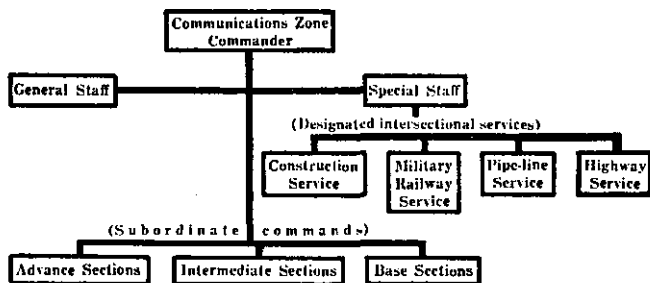 Communications Zone
Commander
General Staff
Special Staff
(Designated intersectional services)
Construction
Service
Military
Railway
Service
Pipe-line
Service
Highway
Service
(Subordinate commands)
Advance Sections
Intermediate Sections
Base Sections